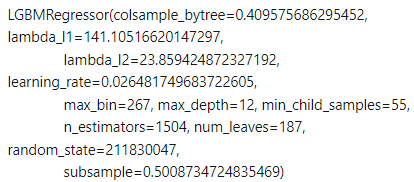 LGBMRegressor(colsample_bytree=0.409575686295452,
lambda_l1=141.10516620147297,
lambda_l2=23.859424872327192,
learning_rate=0.026481749683722605,
max_bin=267, max_depth=12, min_child_samples=55,
n_estimators=1504, num_leaves=187,
random_state=211830047,
subsample=0.5008734724835469)